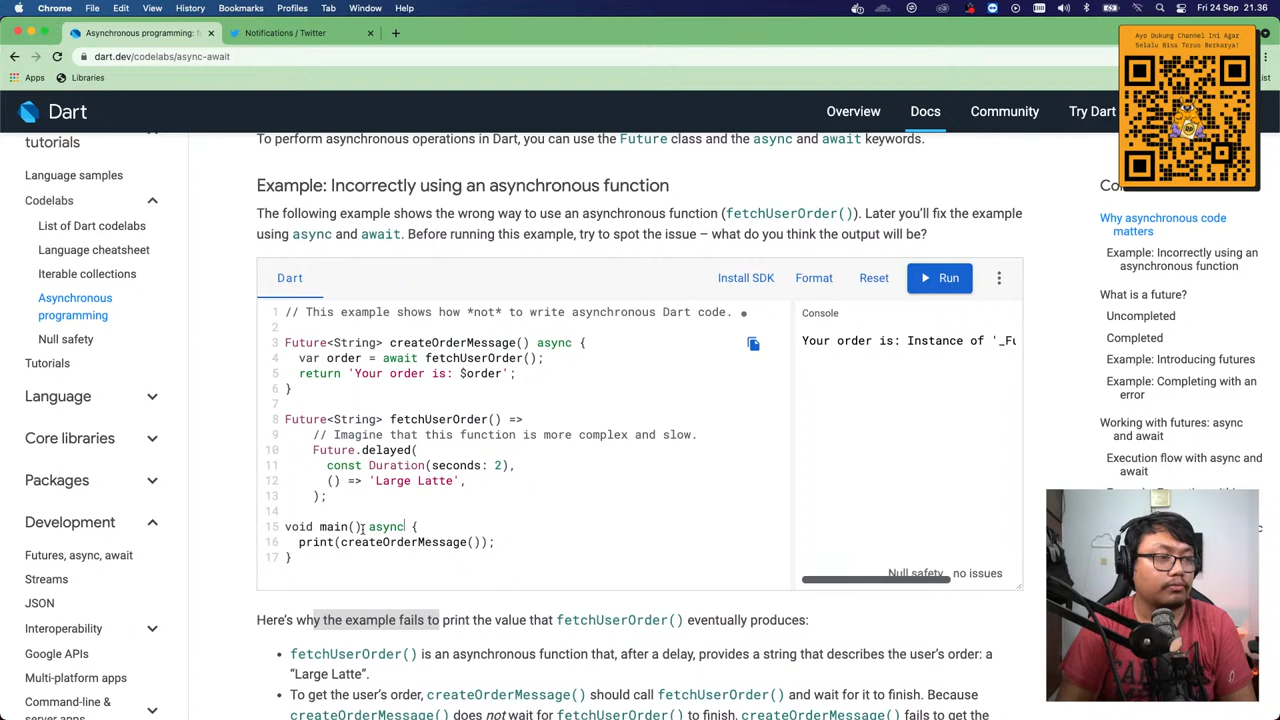 Chrome File Edit View History Bookmarks Profiles Tab Window Help Fri 24 Sep 21.36
Asynchronous programming: f Notifications / Twitter
dart.dev/codelabs/async-await
Apps Libraries
Ayo Dukung Channel Ini Agar
Selalu Bisa Terus Berkarya!
Dart Overview Docs Community Try Dart
tutorials
Language samples
Codelabs
List of Dart codelabs
Language cheatsheet
Iterable collections
Asynchronous
programming
Null safety
Tutorials
Language
Core libraries
Packages
Development
Futures, async, await
Streams
JSON
Interoperability
Google APIs
Multi-platform apps
Command-line &
server apps
To perform asynchronous operations in Dart, you can use the Future class and the async and await keywords.
Example: Incorrectly using an asynchronous function
The following example shows the wrong way to use an asynchronous function (fetchUserOrder()). Later you’ll fix the example
using async and await. Before running this example, try to spot the issue – what do you think the output will be?
Dart Install SDK Format Reset Run
1 // This example shows how *not* to write asynchronous Dart code.
2
3 Future<String> createOrderMessage() async {
4 var order = await fetchUserOrder();
5 return 'Your order is: $order';
6 }
7
8 Future<String> fetchUserOrder() =>
9 // Imagine that this function is more complex and slow.
10 Future.delayed(
11 const Duration(seconds: 2),
12 () => 'Large Latte',
13 );
14
15 void main() async {
16 print(createOrderMessage());
17 }
Console
Your order is: Instance of '_Fu
Null safety no issues
Here’s why the example fails to print the value that fetchUserOrder() eventually produces:
• fetchUserOrder() is an asynchronous function that, after a delay, provides a string that describes the user’s order: a
“Large Latte”.
• To get the user’s order, createOrderMessage() should call fetchUserOrder() and wait for it to finish. Because
createOrderMessage() does not wait for fetchUserOrder() to finish, createOrderMessage() fails to get the
Why asynchronous code
matters
Example: Incorrectly using an
asynchronous function
What is a future?
Uncompleted
Completed
Example: Introducing futures
Example: Completing with an
error
Working with futures: async
and await
Execution flow with async and
await